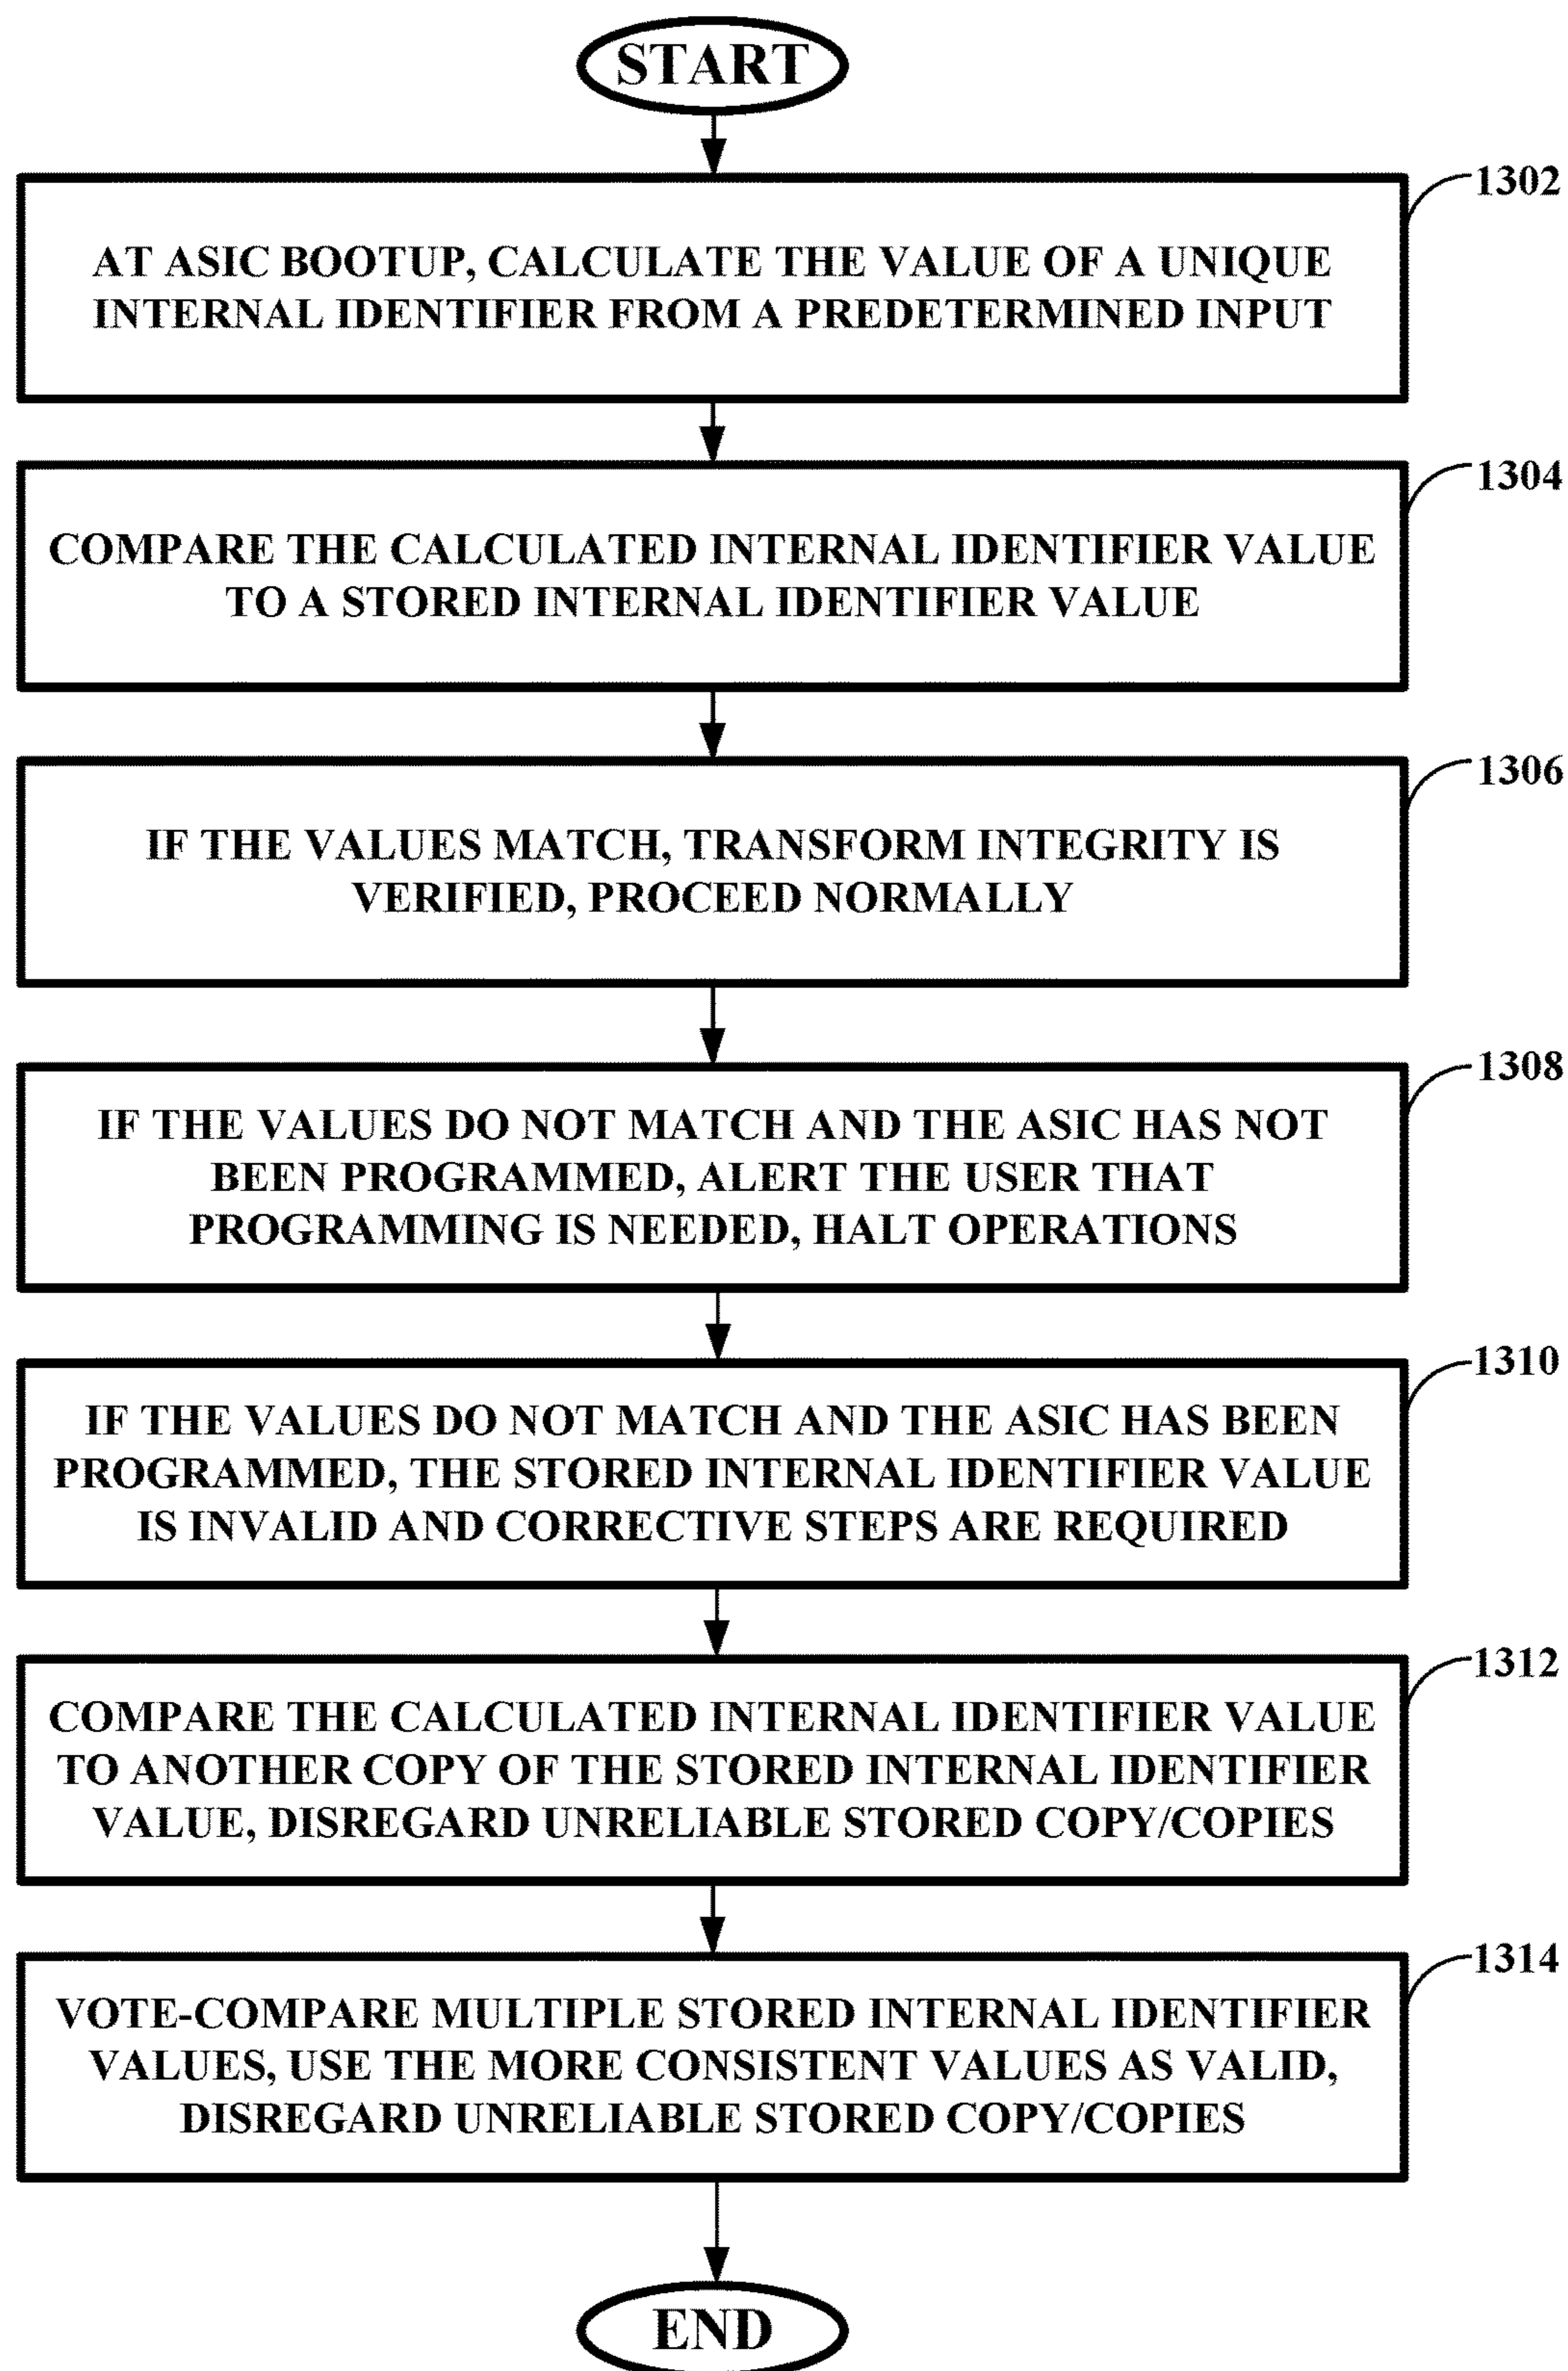 START
1302
AT ASIC BOOTUP, CALCULATE THE VALUE OF A UNIQUE
INTERNAL IDENTIFIER FROM A PREDETERMINED INPUT
1304
COMPARE THE CALCULATED INTERNAL IDENTIFIER VALUE
TO A STORED INTERNAL IDENTIFIER VALUE
1306
IF THE VALUES MATCH, TRANSFORM INTEGRITY IS
VERIFIED, PROCEED NORMALLY
1308
IF THE VALUES DO NOT MATCH AND THE ASIC HAS NOT
BEEN PROGRAMMED, ALERT THE USER THAT
PROGRAMMING IS NEEDED, HALT OPERATIONS
1310
IF THE VALUES DO NOT MATCH AND THE ASIC HAS BEEN
PROGRAMMED, THE STORED INTERNAL IDENTIFIER VALUE
IS INVALID AND CORRECTIVE STEPS ARE REQUIRED
1312
COMPARE THE CALCULATED INTERNAL IDENTIFIER VALUE
TO ANOTHER COPY OF THE STORED INTERNAL IDENTIFIER
VALUE, DISREGARD UNRELIABLE STORED COPY/COPIES
1314
VOTE-COMPARE MULTIPLE STORED INTERNAL IDENTIFIER
VALUES, USE THE MORE CONSISTENT VALUES AS VALID,
DISREGARD UNRELIABLE STORED COPY/COPIES
END